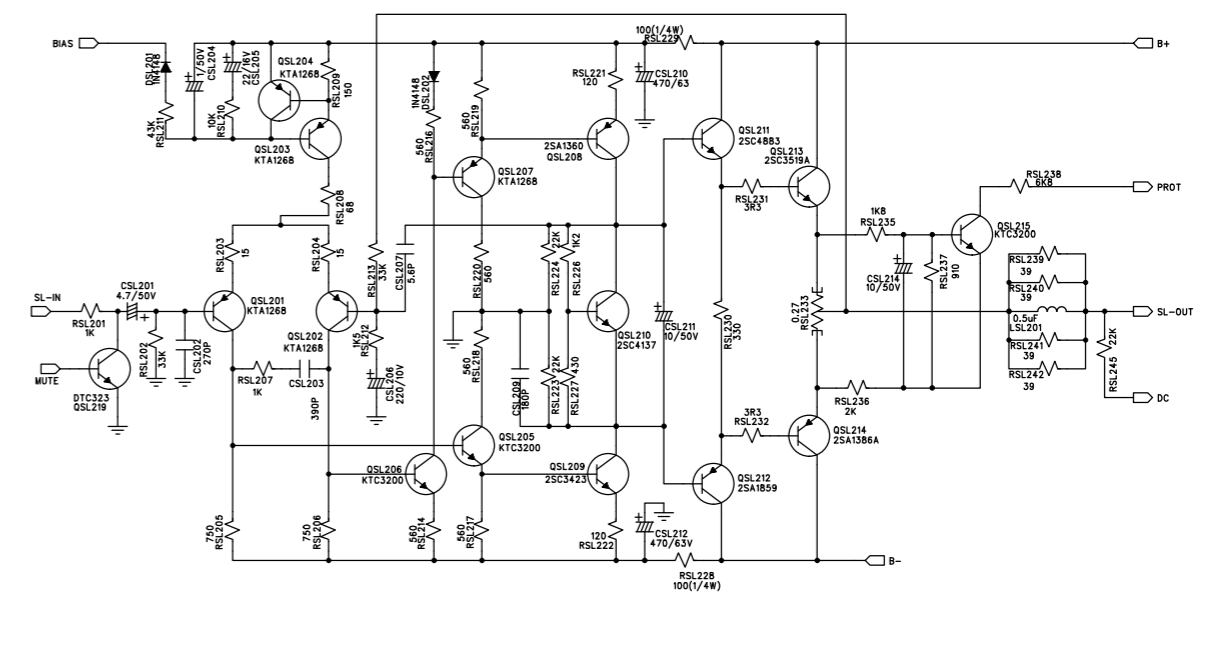 BIAS
DSL201
1N4148
1/50V
CSL204
22/16V
CSL205
QSL204
KTA1268
RSL209
150
43K
RSL211
10K
RSL210
QSL203
KTA1268
RSL208
68
1N4148
DSL202
560
RSL216
560
RSL219
QSL207
KTA1268
RSL221
120
2SA1360
QSL208
100(1/4W)
RSL229
CSL210
470/63
B+
QSL211
2SC4883
QSL213
2SC3519A
RSL231
3R3
RSL238
6K8
PROT
1K8
RSL235
QSL215
KTC3200
CSL214
10/50V
RSL237
910
RSL239
39
RSL240
39
0.5uF
LSL201
RSL241
39
RSL242
39
SL-OUT
22K
RSL245
DC
RSL203
15
RSL204
15
RSL213
33K
CSL207
5.6P
RSL220
560
22K
RSL224
1K2
RSL226
SL-IN
RSL201
1K
CSL201
4.7/50V
QSL201
KTA1268
QSL202
KTA1268
1K5
RSL212
QSL210
2SC4137
CSL211
10/50V
RSL230
330
0.27
RSL233
MUTE
DTC323
QSL219
RSL202
33K
CSL202
270P
RSL207
1K
CSL203
390P
CSL206
220/10V
560
RSL218
CSL209
180P
RSL223
22K
RSL227
430
RSL236
2K
3R3
RSL232
QSL214
2SA1386A
QSL205
KTC3200
QSL206
KTC3200
QSL209
2SC3423
QSL212
2SA1859
750
RSL205
750
RSL206
560
RSL214
560
RSL217
120
RSL222
CSL212
470/63V
RSL228
100(1/4W)
B-